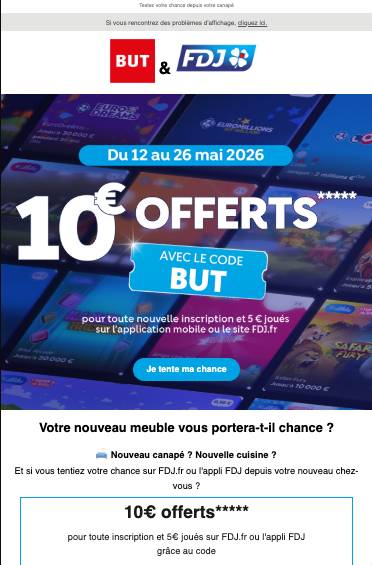 Tentez votre chance depuis votre canapé
Si vous rencontrez des problèmes d'affichage, cliquez ici.
BUT & FDJ
EURO DREAMS
EUROMILLIONS
Du 12 au 26 mai 2026
10€ OFFERTS*****
AVEC LE CODE
BUT
pour toute nouvelle inscription et 5 € joués
sur l'application mobile ou le site FDJ.fr
SAFARI
FURY
Je tente ma chance
Votre nouveau meuble vous portera-t-il chance ?
Nouveau canapé ? Nouvelle cuisine ?
Et si vous tentiez votre chance sur FDJ.fr ou l'appli FDJ depuis votre nouveau chez-
vous ?
10€ offerts*****
pour toute inscription et 5€ joués sur FDJ.fr ou l'appli FDJ
grâce au code